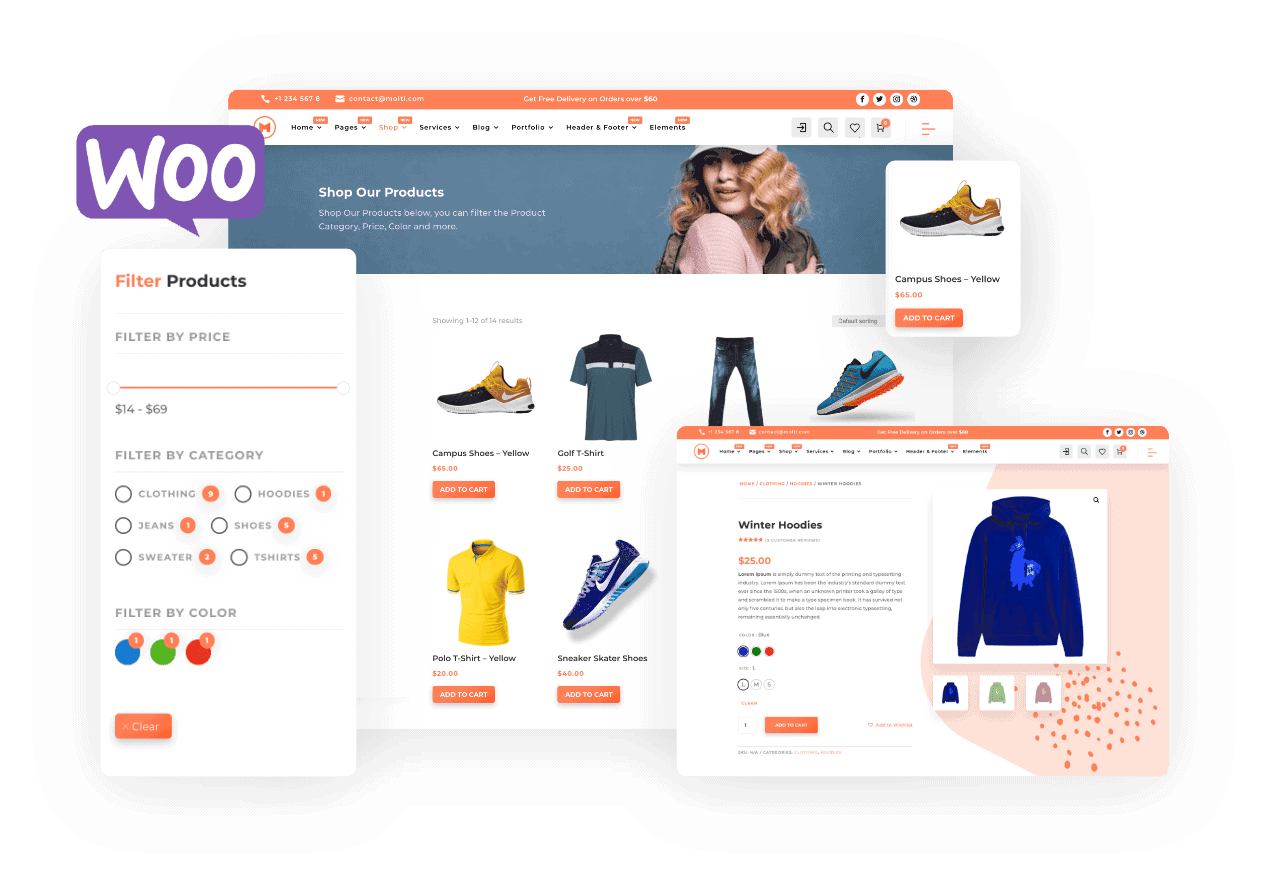 +1 234 567 8
contact@molti.com
Get Free Delivery on Orders over $60
NEW NEW NEW NEW NEW
M Home Pages Shop Services Blog Portfolio Header & Footer Elements
0
WOO
Shop Our Products
Shop Our Products below, you can filter the Product
Category, Price, Color and more.
Campus Shoes – Yellow
$65.00
ADD TO CART
Filter Products
FILTER BY PRICE
$14 - $69
FILTER BY CATEGORY
CLOTHING 9 HOODIES 1
JEANS 1 SHOES 5
SWEATER 2 TSHIRTS 5
FILTER BY COLOR
1 1 1
× Clear
Showing 1–12 of 14 results
Default sorting
Campus Shoes – Yellow
$65.00
ADD TO CART
Golf T-Shirt
$25.00
ADD TO CART
Polo T-Shirt – Yellow
$20.00
ADD TO CART
Sneaker Skater Shoes
$40.00
ADD TO CART
+1 234 567 8
contact@molti.com
Get Free Delivery on Orders over $60
M Home Pages Shop Services Blog Portfolio Header & Footer Elements
HOME / CLOTHING / HOODIES / WINTER HOODIES
Winter Hoodies
(3 CUSTOMER REVIEWS)
$25.00
Lorem Ipsum is simply dummy text of the printing and typesetting
industry. Lorem Ipsum has been the industry's standard dummy text
ever since the 1500s, when an unknown printer took a galley of type
and scrambled it to make a type specimen book. It has survived not
only five centuries, but also the leap into electronic typesetting,
remaining essentially unchanged
COLOR : Blue
SIZE : L
L M S
CLEAR
1
ADD TO CART
Add to Wishlist
SKU: N/A / CATEGORIES: CLOTHING, HOODIES